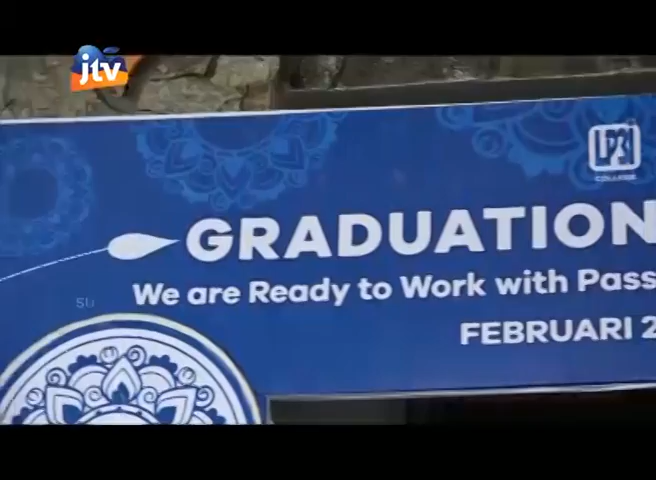 jtv
LP3I
COLLEGE
GRADUATION
We are Ready to Work with Pass
FEBRUARI 2